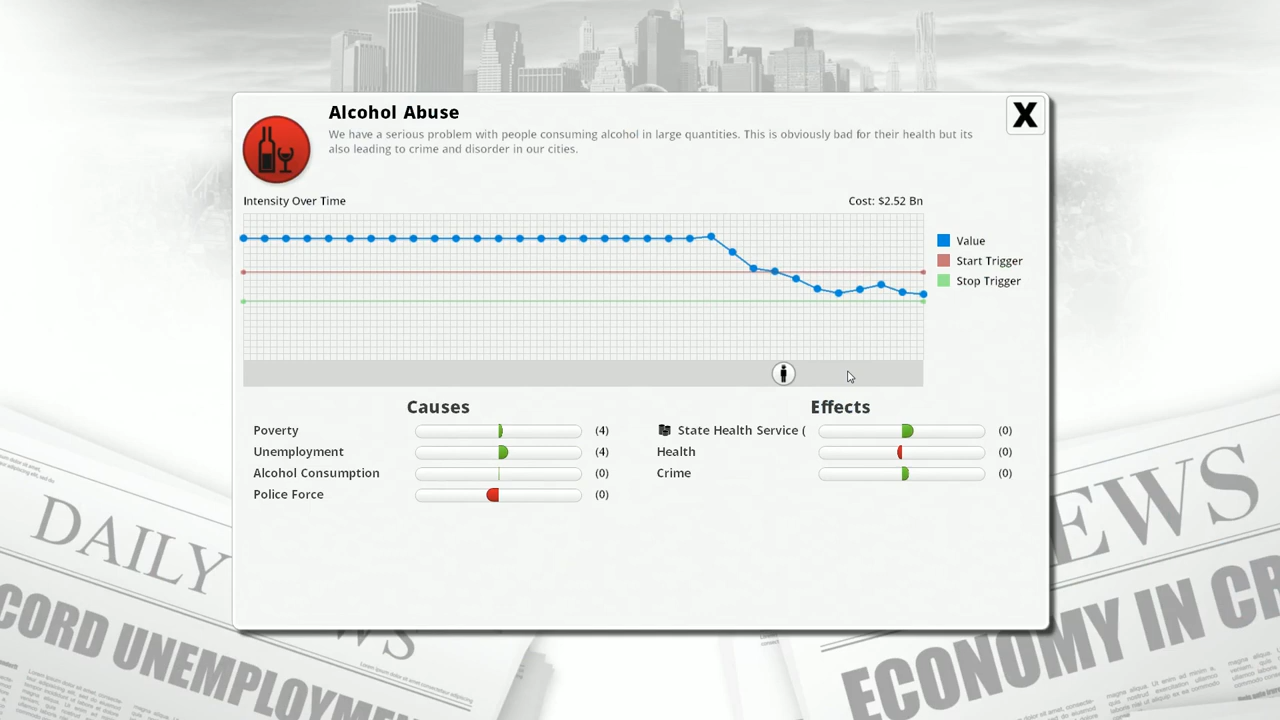 Alcohol Abuse
We have a serious problem with people consuming alcohol in large quantities. This is obviously bad for their health but its
also leading to crime and disorder in our cities.
X
Intensity Over Time
Cost: $2.52 Bn
Value
Start Trigger
Stop Trigger
Causes
Poverty (4)
Unemployment (4)
Alcohol Consumption (0)
Police Force (0)
Effects
State Health Service ( (0)
Health (0)
Crime (0)
DAILY
WS
CORD UNEMPLOYM
EWS
ECONOMY IN CR